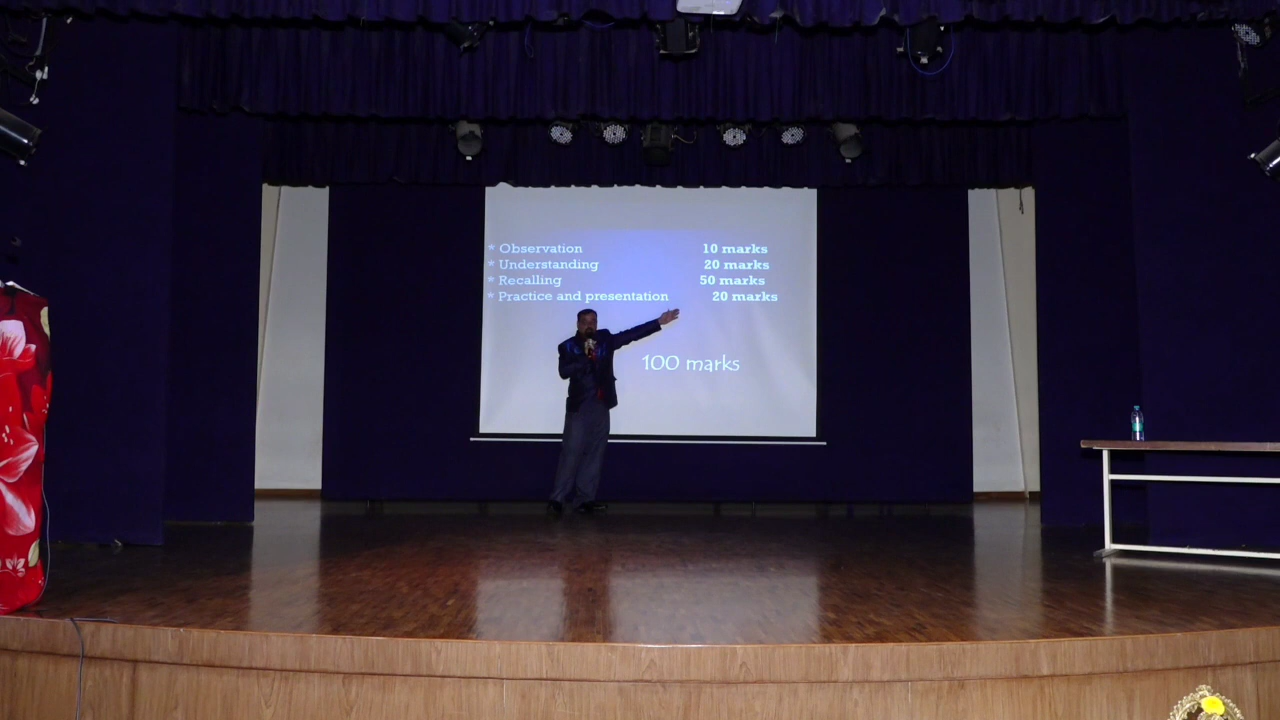 * Observation 10 marks
* Understanding 20 marks
* Recalling 50 marks
* Practice and presentation 20 marks
100 marks